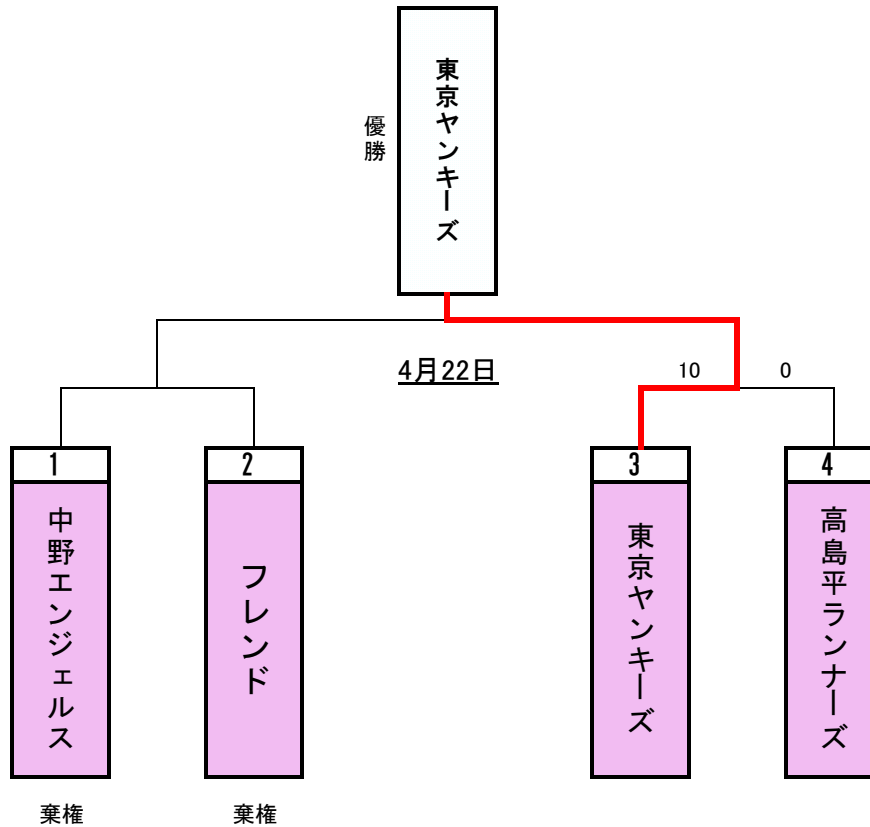 東京ヤンキーズ
優勝
4月22日
10
0
1
2
3
4
中野エンジェルス
フレンド
東京ヤンキーズ
高島平ランナーズ
棄権
棄権